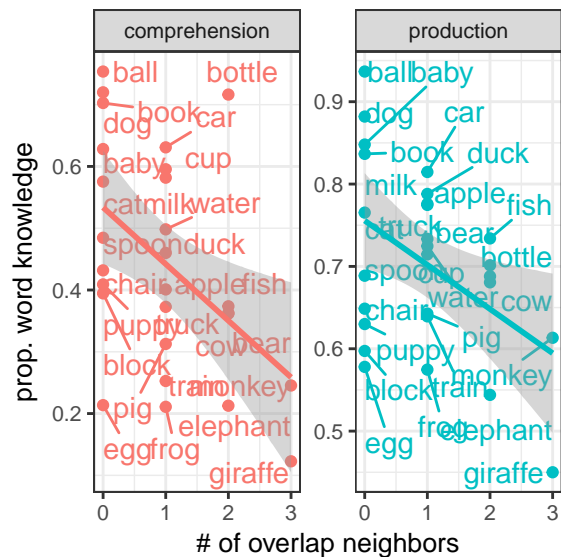 comprehension production
ball bottle
book car
dog
cup
baby
cat milk water
spoon duck
chair apple fish
puppy truck cow bear
block
train monkey
pig
elephant
egg frog
giraffe
0.6
0.4
0.2
0 1 2 3
ball baby
dog car
book duck
milk apple
fish
cat truck bear
bottle
spoon cup
water cow
chair
pig
puppy monkey
block train
frog
elephant
egg
giraffe
0.9
0.8
0.7
0.6
0.5
0 1 2 3
prop. word knowledge
# of overlap neighbors